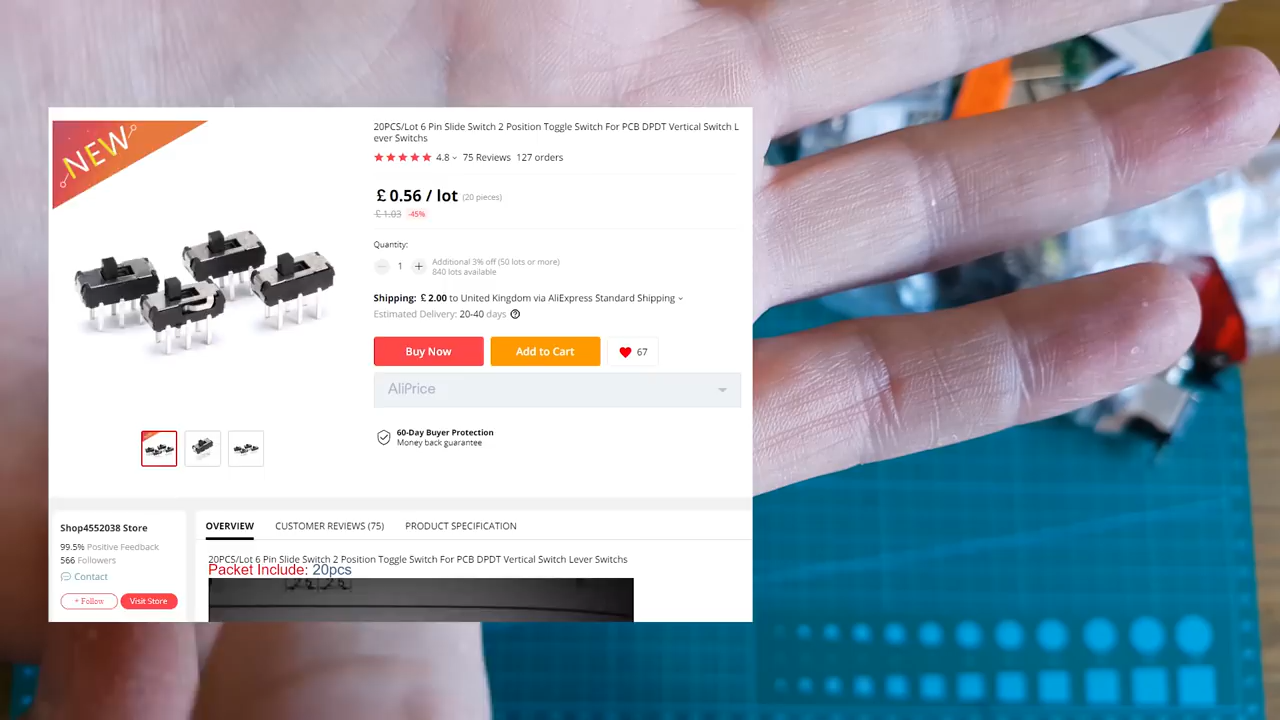 NEW
20PCS/Lot 6 Pin Slide Switch 2 Position Toggle Switch For PCB DPDT Vertical Switch L
ever Switchs
4.8 75 Reviews 127 orders
£ 0.56 / lot (20 pieces)
£ 1.03 -45%
Quantity:
1 + Additional 3% off (50 lots or more)
840 lots available
Shipping: £ 2.00 to United Kingdom via AliExpress Standard Shipping
Estimated Delivery: 20-40 days
Buy Now Add to Cart 67
AliPrice
60-Day Buyer Protection
Money back guarantee
Shop4552038 Store
99.5% Positive Feedback
566 Followers
Contact
+ Follow Visit Store
OVERVIEW CUSTOMER REVIEWS (75) PRODUCT SPECIFICATION
20PCS/Lot 6 Pin Slide Switch 2 Position Toggle Switch For PCB DPDT Vertical Switch Lever Switchs
Packet Include: 20pcs